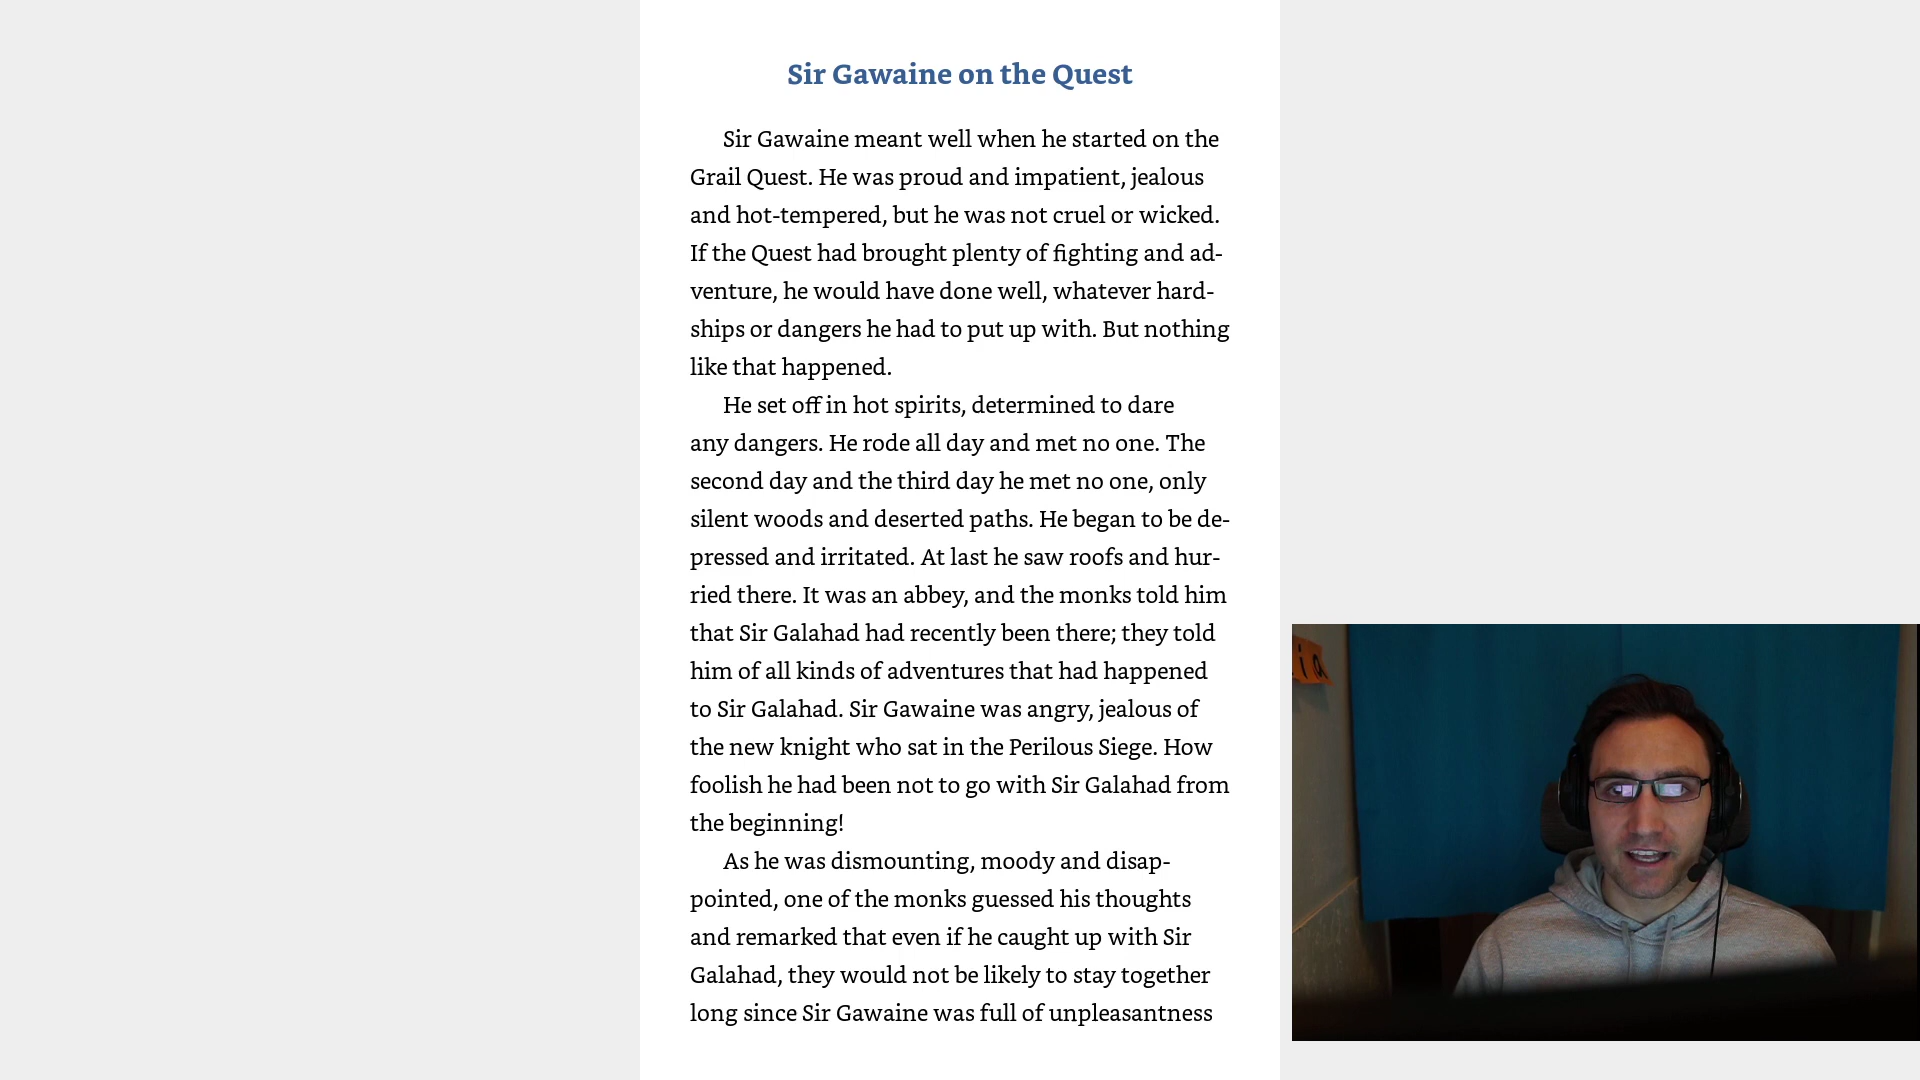 Sir Gawaine on the Quest
Sir Gawaine meant well when he started on the
Grail Quest. He was proud and impatient, jealous
and hot-tempered, but he was not cruel or wicked.
If the Quest had brought plenty of fighting and ad-
venture, he would have done well, whatever hard-
ships or dangers he had to put up with. But nothing
like that happened.
He set off in hot spirits, determined to dare
any dangers. He rode all day and met no one. The
second day and the third day he met no one, only
silent woods and deserted paths. He began to be de-
pressed and irritated. At last he saw roofs and hur-
ried there. It was an abbey, and the monks told him
that Sir Galahad had recently been there; they told
him of all kinds of adventures that had happened
to Sir Galahad. Sir Gawaine was angry, jealous of
the new knight who sat in the Perilous Siege. How
foolish he had been not to go with Sir Galahad from
the beginning!
As he was dismounting, moody and disap-
pointed, one of the monks guessed his thoughts
and remarked that even if he caught up with Sir
Galahad, they would not be likely to stay together
long since Sir Gawaine was full of unpleasantness
ia